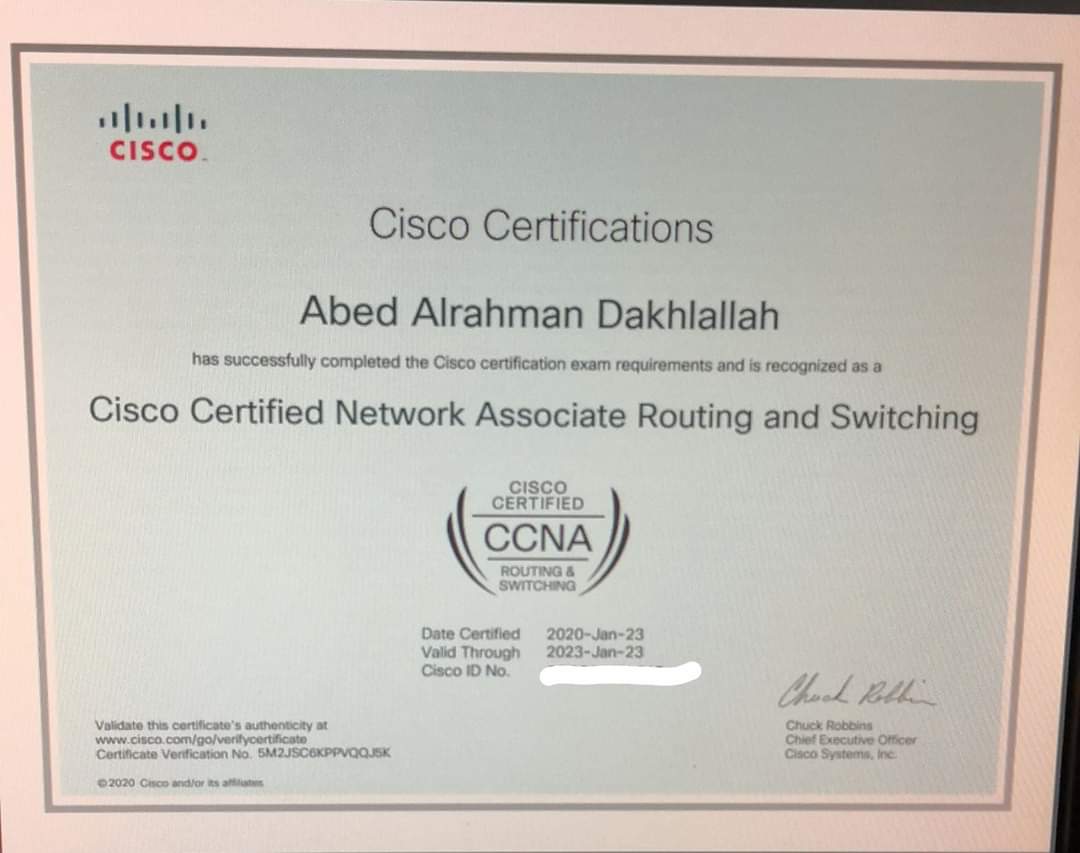 CISCO
Cisco Certifications
Abed Alrahman Dakhlallah
has successfully completed the Cisco certification exam requirements and is recognized as a
Cisco Certified Network Associate Routing and Switching
CISCO
CERTIFIED
CCNA
ROUTING &
SWITCHING
Date Certified 2020-Jan-23
Valid Through 2023-Jan-23
Cisco ID No.
Chuck Robbins
Validate this certificate's authenticity at
www.cisco.com/go/verifycertificate
Certificate Verification No. 5M2JSC6KPPVQQJ5K
© 2020 Cisco and/or its affiliates
Chuck Robbins
Chief Executive Officer
Cisco Systems, Inc.